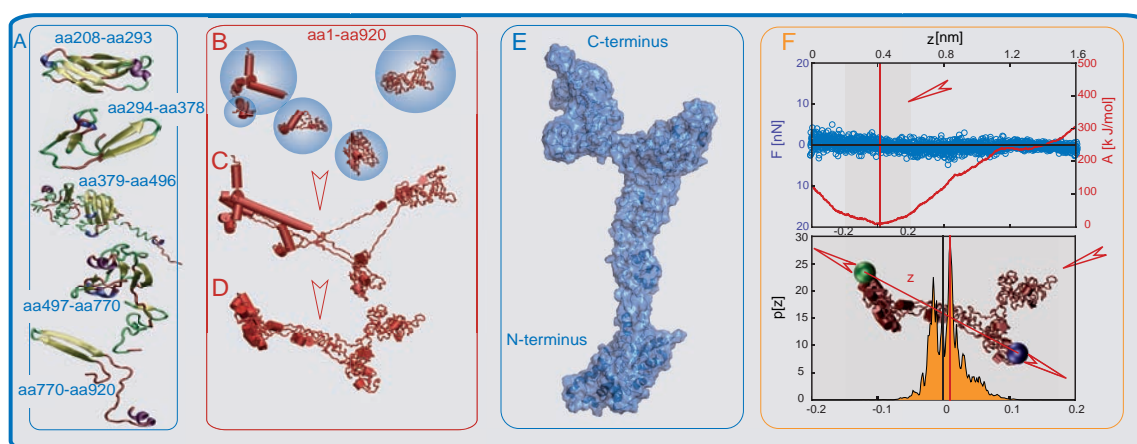 A
aa208-aa293
aa294-aa378
aa379-aa496
aa497-aa770
aa770-aa920
B
aa1-aa920
C
D
E
C-terminus
N-terminus
F
z[nm]
0 0.4 0.8 1.2 1.6
20
10
0
10
20
F [nN]
500
400
300
200
100
0
A [k J/mol]
-0.2 0.2
30
25
20
15
10
5
0
p[z]
z
-0.2 -0.1 0 0.1 0.2